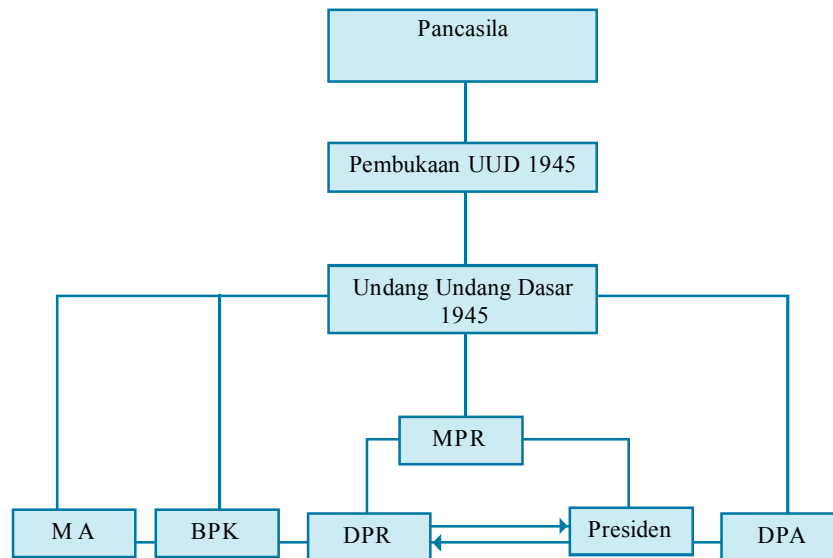 Pancasila
Pembukaan UUD 1945
Undang Undang Dasar
1945
MPR
M A
BPK
DPR
Presiden
DPA